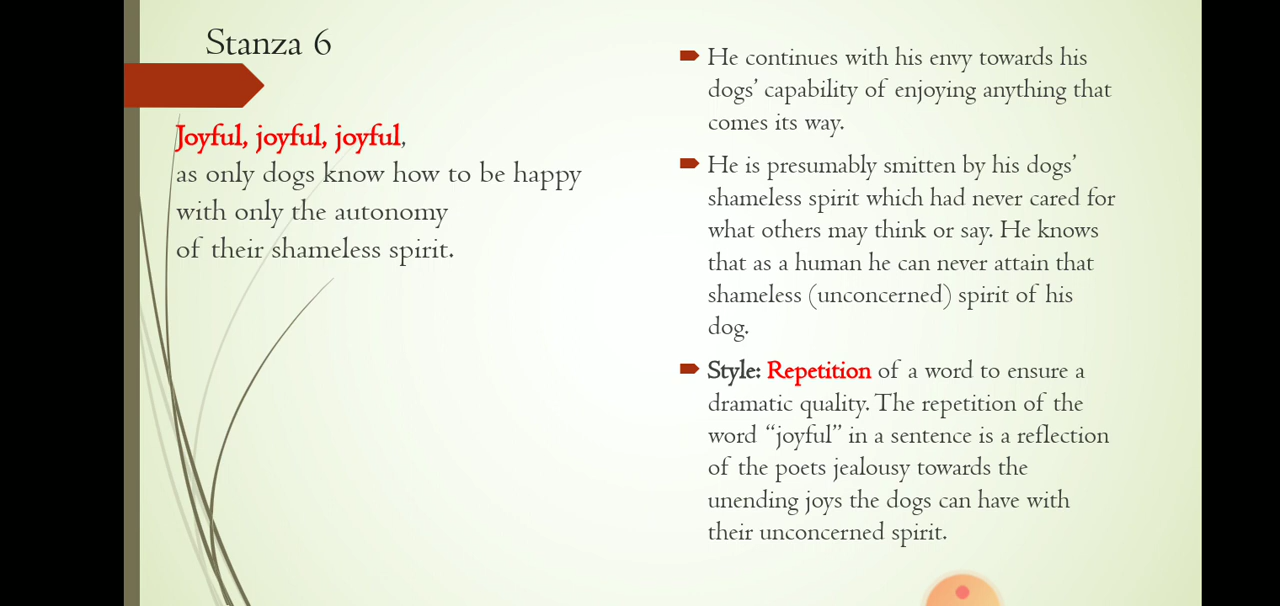 Stanza 6
Joyful, joyful, joyful,
as only dogs know how to be happy
with only the autonomy
of their shameless spirit.
He continues with his envy towards his
dogs’ capability of enjoying anything that
comes its way.
He is presumably smitten by his dogs’
shameless spirit which had never cared for
what others may think or say. He knows
that as a human he can never attain that
shameless (unconcerned) spirit of his
dog.
Style: Repetition of a word to ensure a
dramatic quality. The repetition of the
word “joyful” in a sentence is a reflection
of the poets jealousy towards the
unending joys the dogs can have with
their unconcerned spirit.